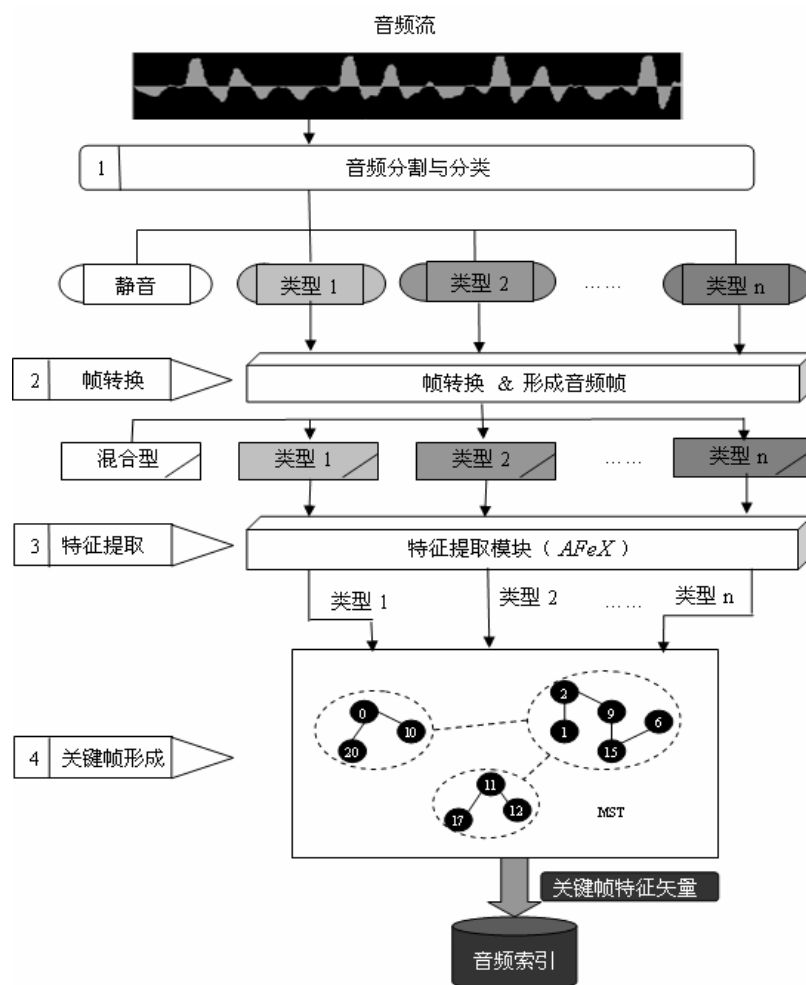 音频流
1 音频分割与分类
静音 类型 1 类型 2 …… 类型 n
2 帧转换 帧转换 & 形成音频帧
混合型 类型 1 类型 2 …… 类型 n
3 特征提取 特征提取模块（AFeX）
类型 1 类型 2 …… 类型 n
0 10 20
2 9 6 1 15
4 关键帧形成
11 17 12
MST
关键帧特征矢量
音频索引